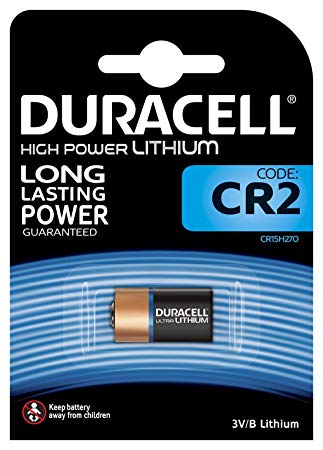 DURACELL®
HIGH POWER LITHIUM
LONG
LASTING
POWER
GUARANTEED
CODE:
CR2
CR15H270
DURACELL
ULTRA LITHIUM
Keep battery
away from children
3V/B Lithium